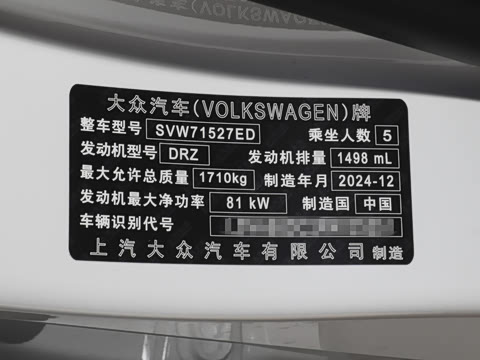 大众汽车(VOLKSWAGEN)牌
整车型号 SVW71527ED 乘坐人数 5
发动机型号 DRZ 发动机排量 1498 mL
最大允许总质量 1710kg 制造年月 2024-12
发动机最大净功率 81 kW 制造国 中国
车辆识别代号
上汽大众汽车有限公司 制造